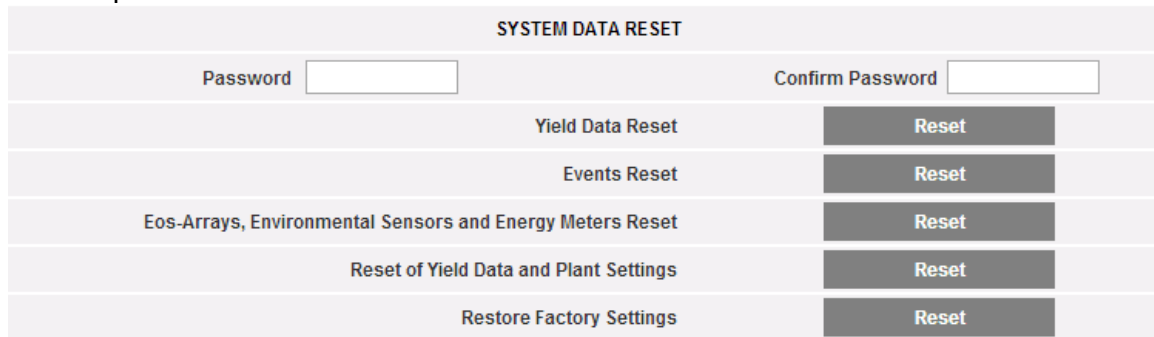 SYSTEM DATA RESET
Password Confirm Password
Yield Data Reset Reset
Events Reset Reset
Eos-Arrays, Environmental Sensors and Energy Meters Reset Reset
Reset of Yield Data and Plant Settings Reset
Restore Factory Settings Reset